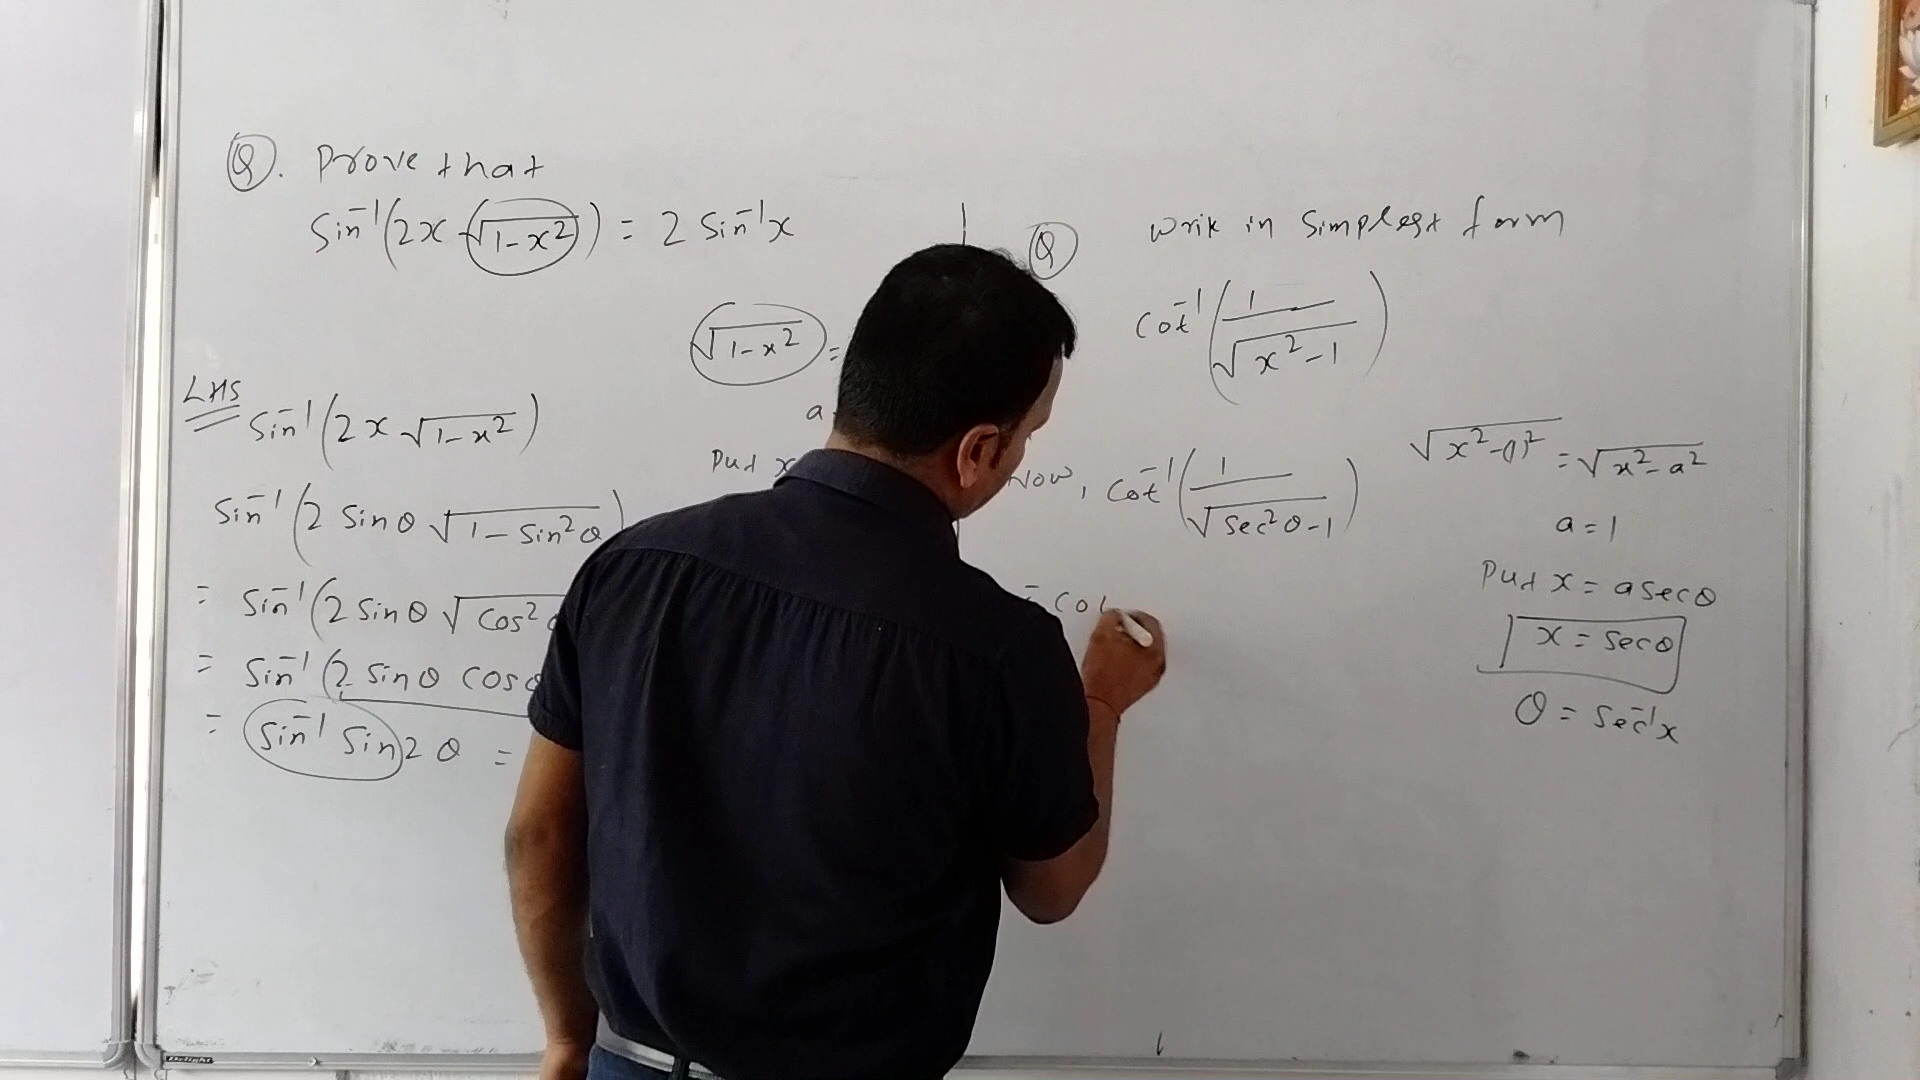 Q. Prove that
Sin⁻¹(2x √1-x²) = 2 Sin⁻¹x
√1-x² =
a
Put x
LHS
Sin⁻¹(2x √1-x²)
Sin⁻¹(2 Sinθ √1-Sin²θ)
= Sin⁻¹(2 Sinθ √Cos²
= Sin⁻¹(2 Sinθ Cosθ
= Sin⁻¹ Sin 2θ =
Q Write in Simplest form
Cot⁻¹(1/√x²-1)
Now, Cot⁻¹(1/√Sec²θ-1)
= Cot
√x²-(1)² = √x²-a²
a=1
Put x = a Secθ
x = Secθ
θ = Sec⁻¹x